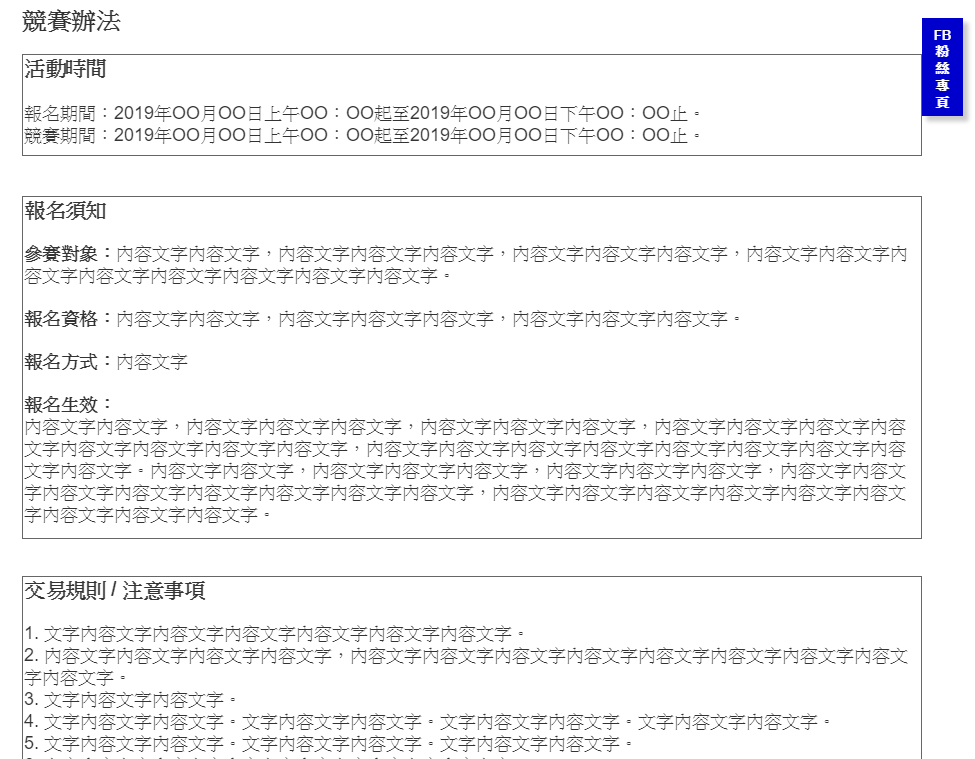 競賽辦法
FB
粉
絲
專
頁
活動時間
報名期間：2019年OO月OO日上午OO：OO起至2019年OO月OO日下午OO：OO止。
競賽期間：2019年OO月OO日上午OO：OO起至2019年OO月OO日下午OO：OO止。
報名須知
參賽對象：內容文字內容文字，內容文字內容文字內容文字，內容文字內容文字內容文字，內容文字內容文字內
容文字內容文字內容文字內容文字內容文字內容文字。
報名資格：內容文字內容文字，內容文字內容文字內容文字，內容文字內容文字內容文字。
報名方式：內容文字
報名生效：
內容文字內容文字，內容文字內容文字內容文字，內容文字內容文字內容文字，內容文字內容文字內容文字內容
文字內容文字內容文字內容文字內容文字，內容文字內容文字內容文字內容文字內容文字內容文字內容文字內容
文字內容文字。內容文字內容文字，內容文字內容文字內容文字，內容文字內容文字內容文字，內容文字內容文
字內容文字內容文字內容文字內容文字內容文字內容文字，內容文字內容文字內容文字內容文字內容文字內容文
字內容文字內容文字內容文字。
交易規則 / 注意事項
1. 文字內容文字內容文字內容文字內容文字內容文字內容文字。
2. 內容文字內容文字內容文字內容文字，內容文字內容文字內容文字內容文字內容文字內容文字內容文字內容文
字內容文字。
3. 文字內容文字內容文字。
4. 文字內容文字內容文字。文字內容文字內容文字。文字內容文字內容文字。文字內容文字內容文字。
5. 文字內容文字內容文字。文字內容文字內容文字。文字內容文字內容文字。